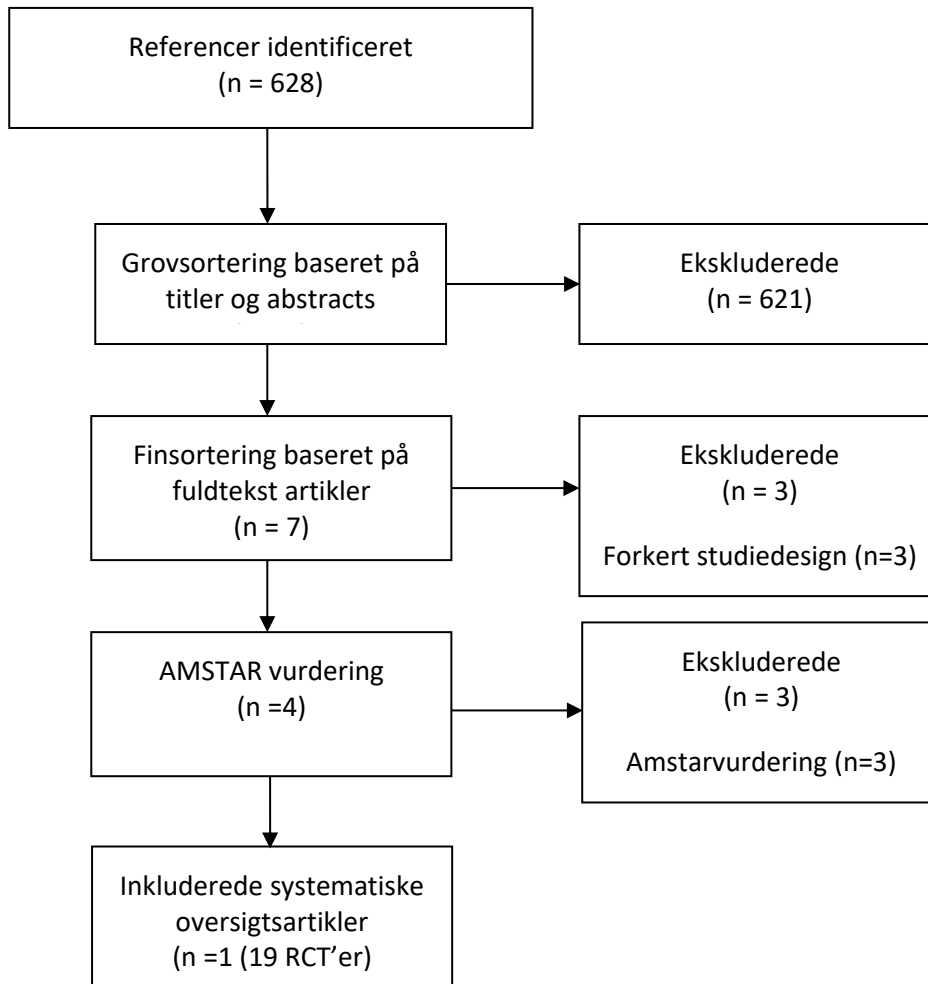 Referencer identificeret
(n = 628)
Grovsortering baseret på
titler og abstracts
Ekskluderede
(n = 621)
Finsortering baseret på
fuldtekst artikler
(n = 7)
Ekskluderede
(n = 3)
Forkert studiedesign (n=3)
AMSTAR vurdering
(n =4)
Ekskluderede
(n = 3)
Amstarvurdering (n=3)
Inkluderede systematiske
oversigtsartikler
(n =1 (19 RCT’er)